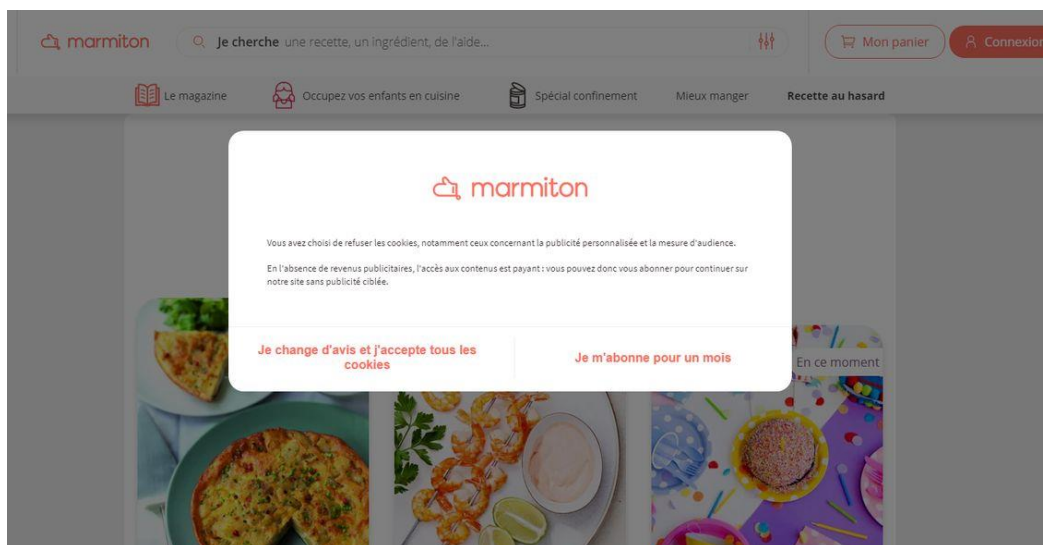 marmiton
Je cherche une recette, un ingrédient, de l'aide...
Mon panier
Connexion
Le magazine
Occupez vos enfants en cuisine
Spécial confinement
Mieux manger
Recette au hasard
marmiton
Vous avez choisi de refuser les cookies, notamment ceux concernant la publicité personnalisée et la mesure d'audience.
En l'absence de revenus publicitaires, l'accès aux contenus est payant : vous pouvez donc vous abonner pour continuer sur
notre site sans publicité ciblée.
Je change d'avis et j'accepte tous les
cookies
Je m'abonne pour un mois
En ce moment